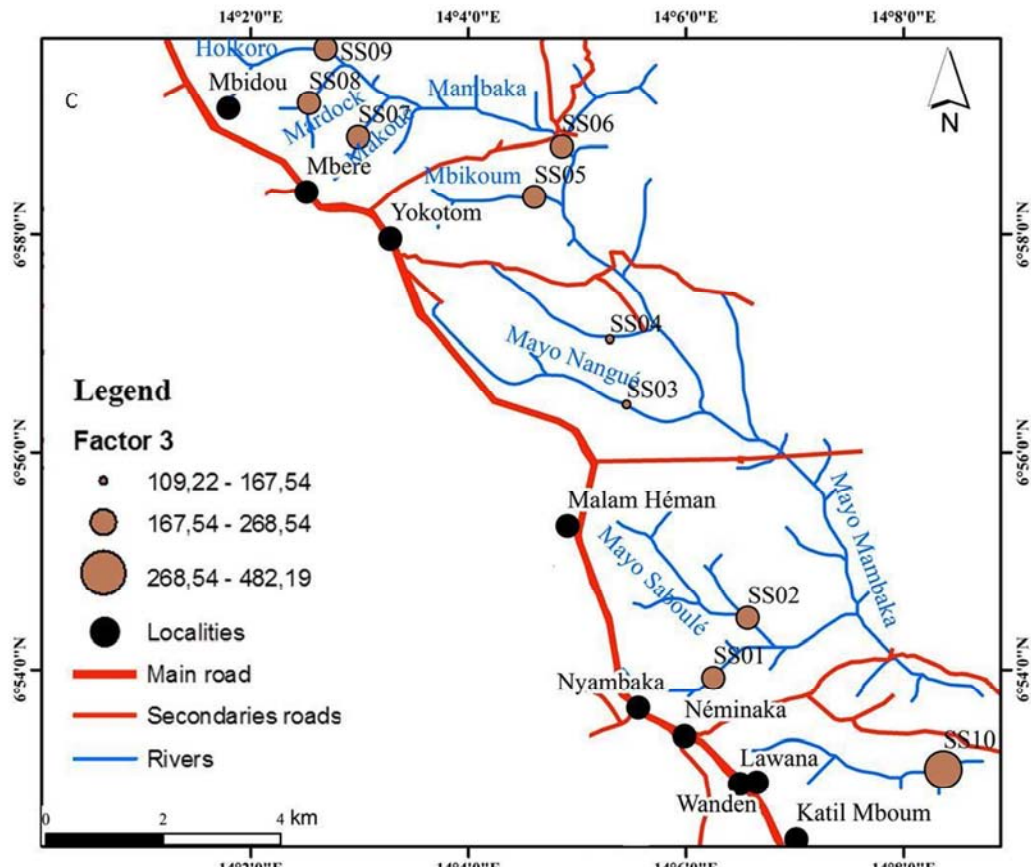 14°2'0"E 14°4'0"E 14°6'0"E 14°8'0"E
Holkoro
SS09
C
Mbidou
SS08
Mardock
SS07
Makoue
Mambaka
SS06
N
Mbere
Mbikoum
SS05
Yokotom
6°58'0"N
6°58'0"N
SS04
Mayo Nangué
SS03
Legend
Factor 3
109,22 - 167,54
167,54 - 268,54
268,54 - 482,19
Localities
Main road
Secondaries roads
Rivers
6°56'0"N
6°56'0"N
Malam Héman
Mayo Saboulé
Mayo Mambaka
SS02
SS01
6°54'0"N
6°54'0"N
Nyambaka
Néminaka
SS10
Lawana
Wanden
Katil Mboum
0 2 4 km